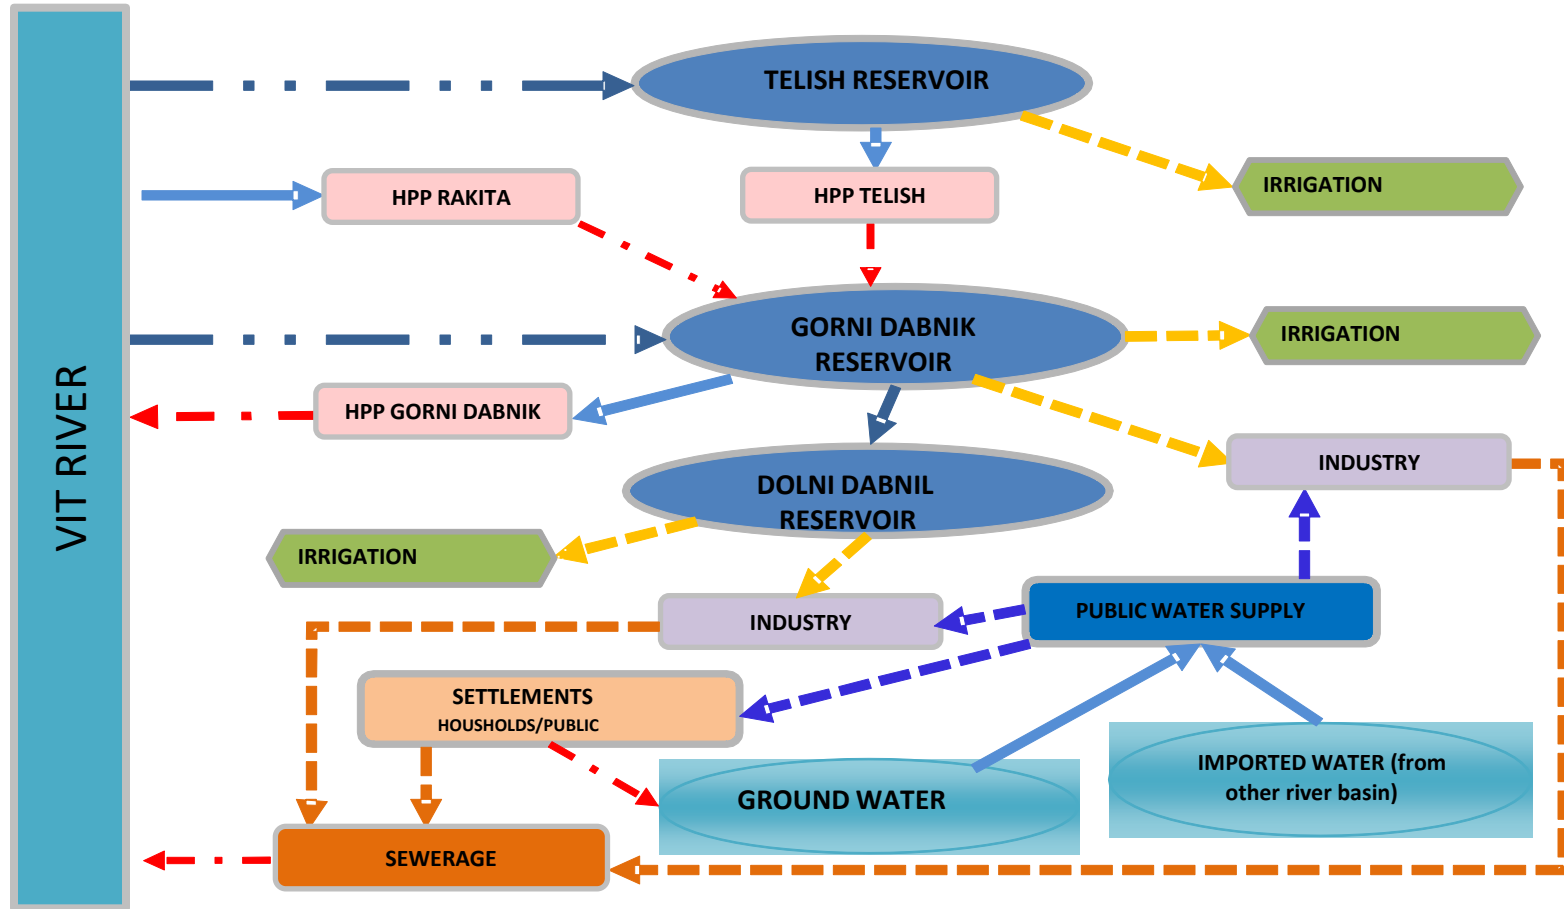 VIT RIVER
TELISH RESERVOIR
IRRIGATION
HPP RAKITA
HPP TELISH
GORNI DABNIK
RESERVOIR
IRRIGATION
HPP GORNI DABNIK
INDUSTRY
DOLNI DABNIL
RESERVOIR
IRRIGATION
INDUSTRY
PUBLIC WATER SUPPLY
SETTLEMENTS
HOUSHOLDS/PUBLIC
GROUND WATER
IMPORTED WATER (from
other river basin)
SEWERAGE